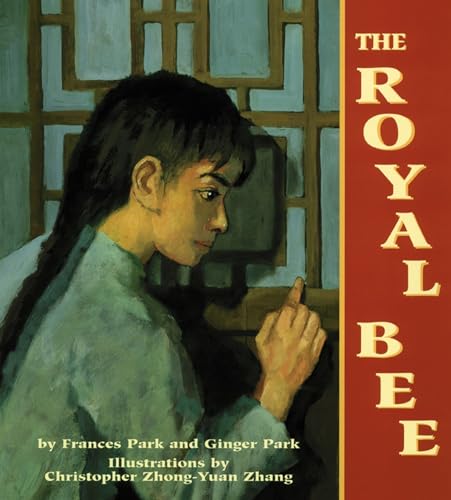 THE
ROYAL
BEE
by Frances Park and Ginger Park
Illustrations by
Christopher Zhong-Yuan Zhang